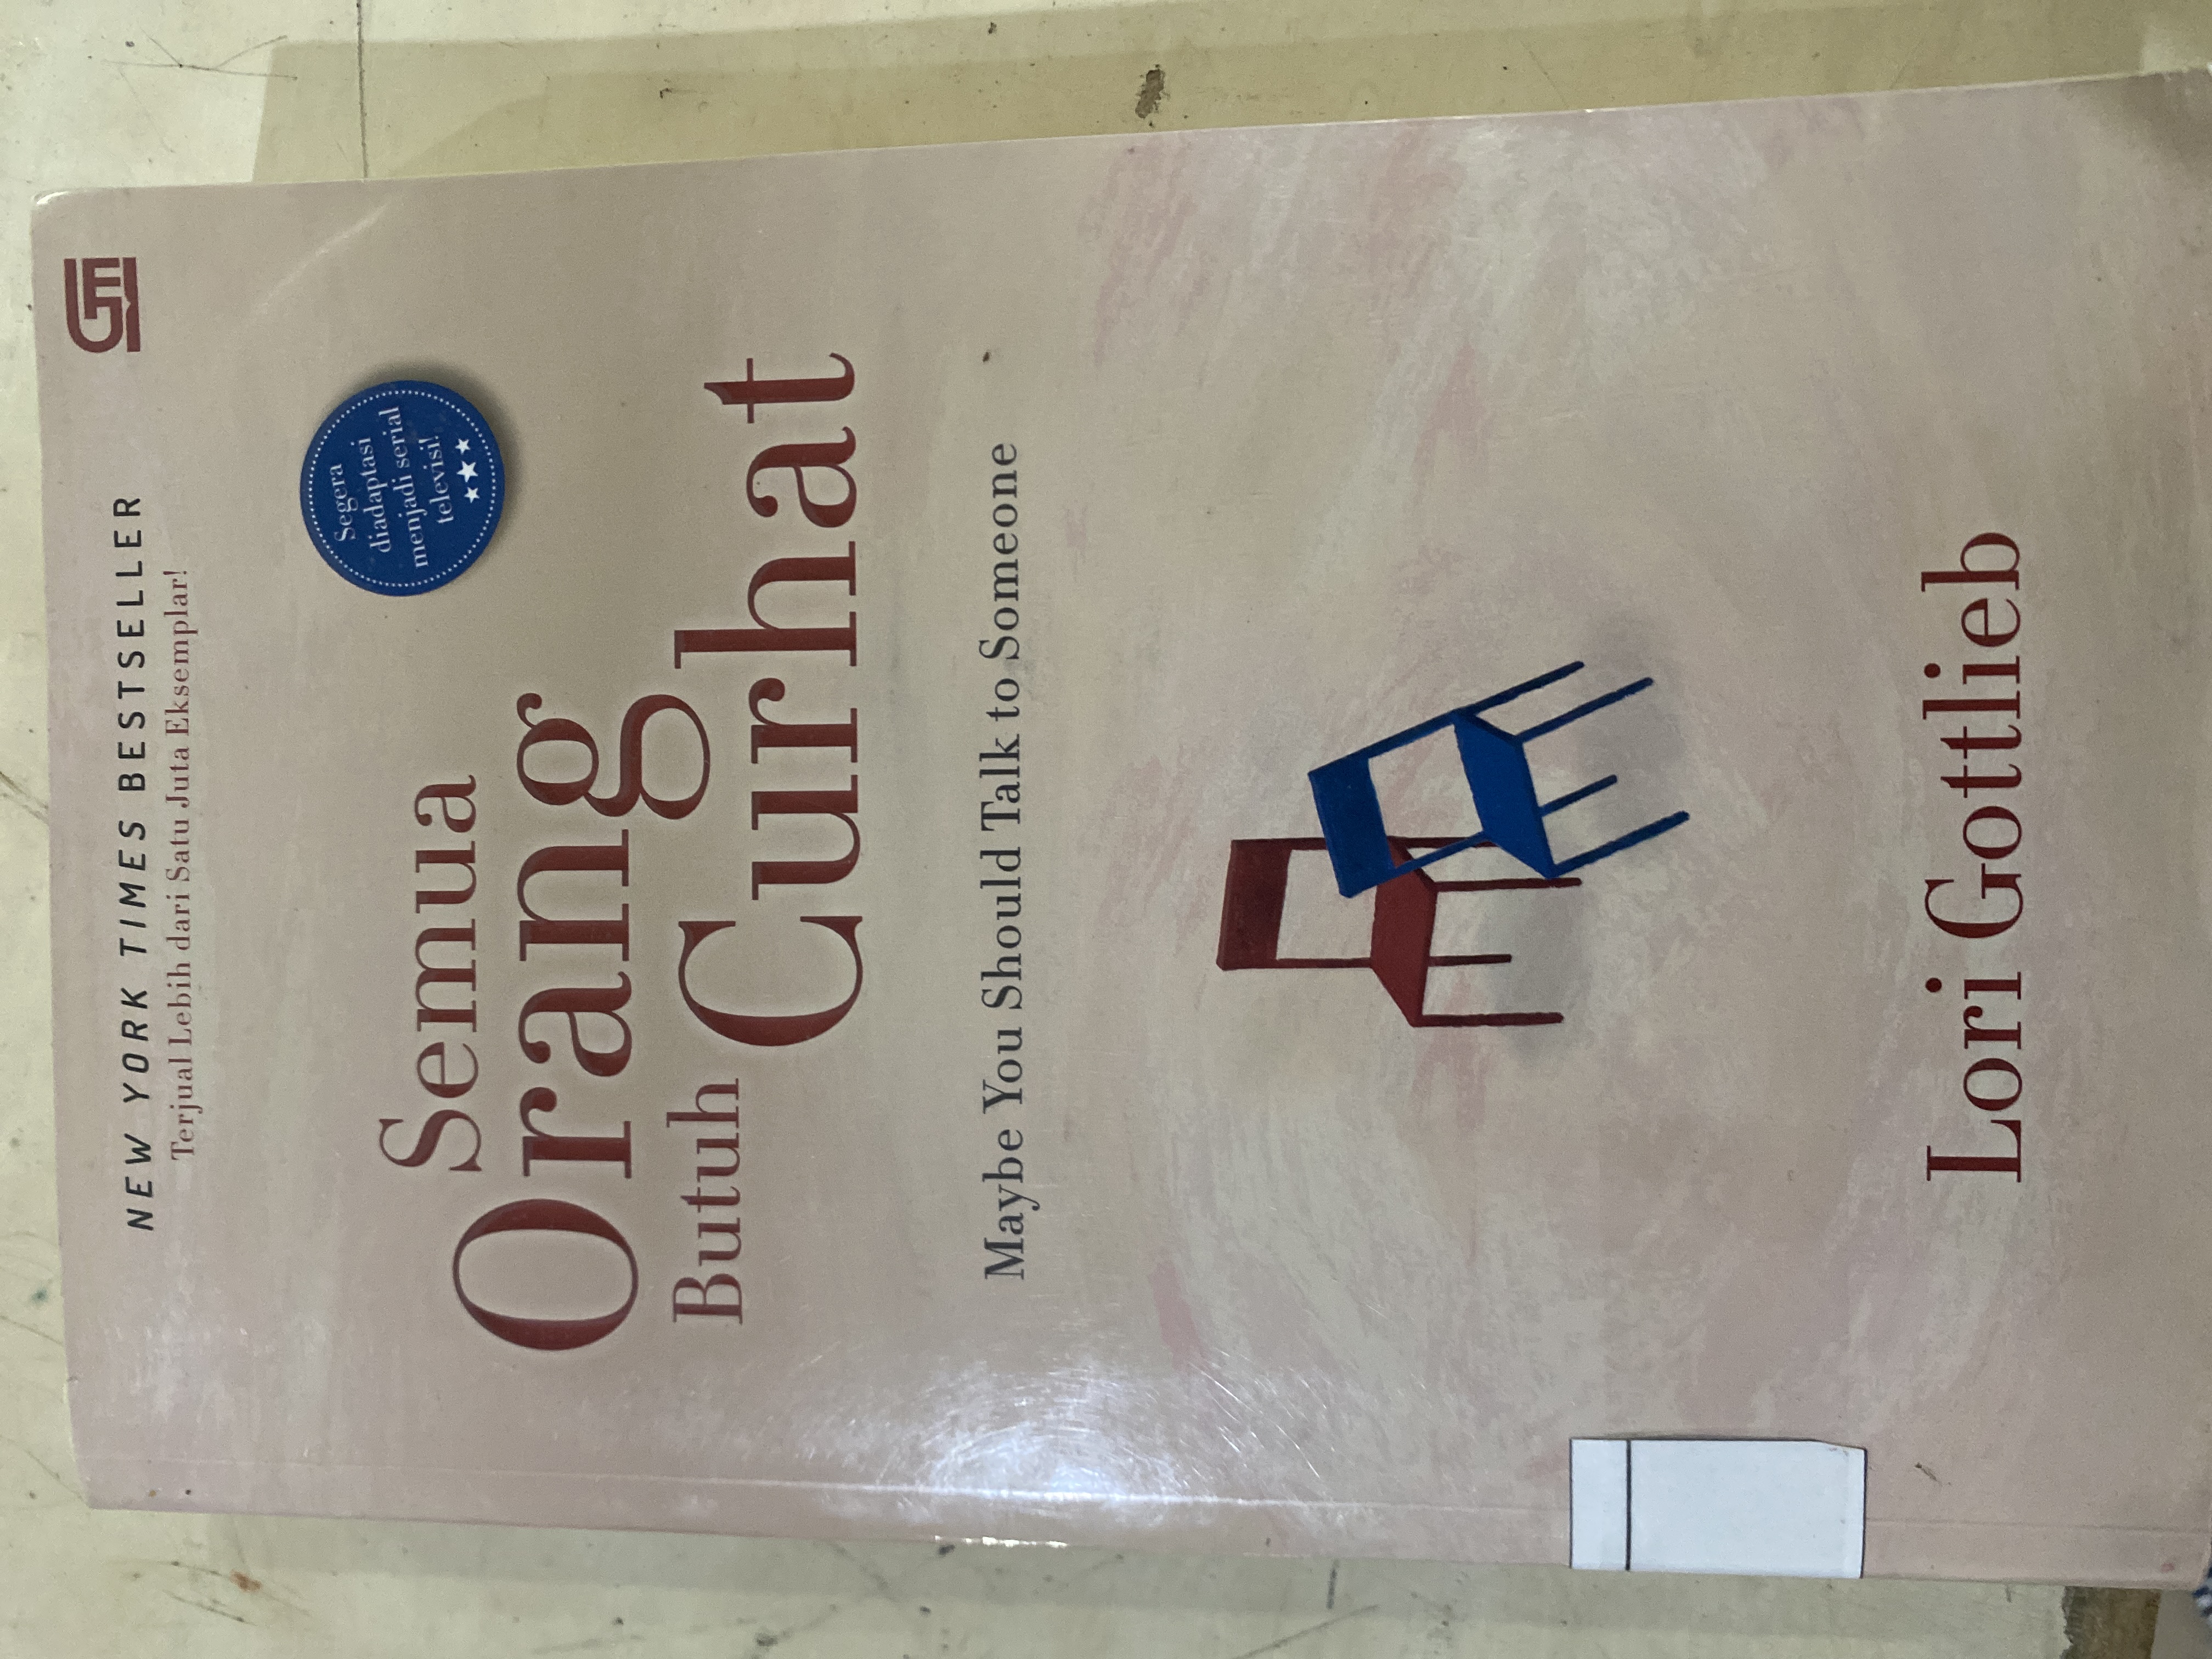 NEW YORK TIMES BESTSELLER
Terjual Lebih dari Satu Juta Eksemplar!
Segera
diadaptasi
menjadi serial
televisi!
Semua
Orang
Butuh Curhat
Maybe You Should Talk to Someone
Lori Gottlieb